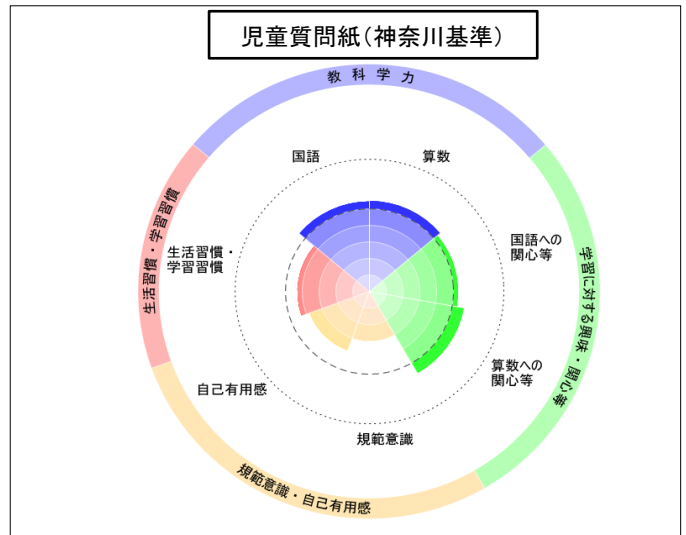 児童質問紙(神奈川基準)
教科学力
国語
算数
生活習慣・学習習慣
生活習慣・
学習習慣
国語への
関心等
学習に対する興味・関心等
算数への
関心等
自己有用感
規範意識
規範意識・自己有用感